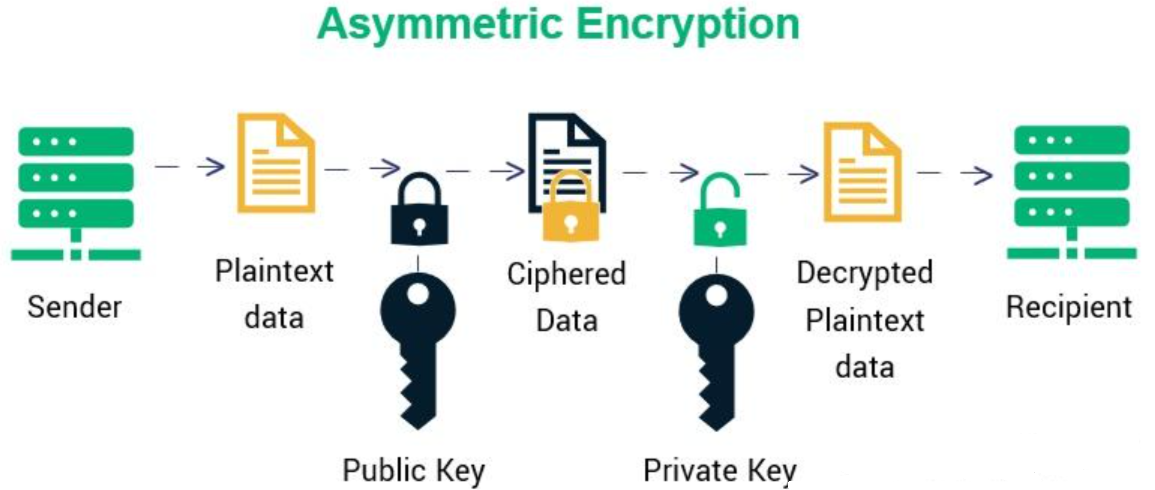 Asymmetric Encryption
Sender
Plaintext
data
Public Key
Ciphered
Data
Private Key
Decrypted
Plaintext
data
Recipient